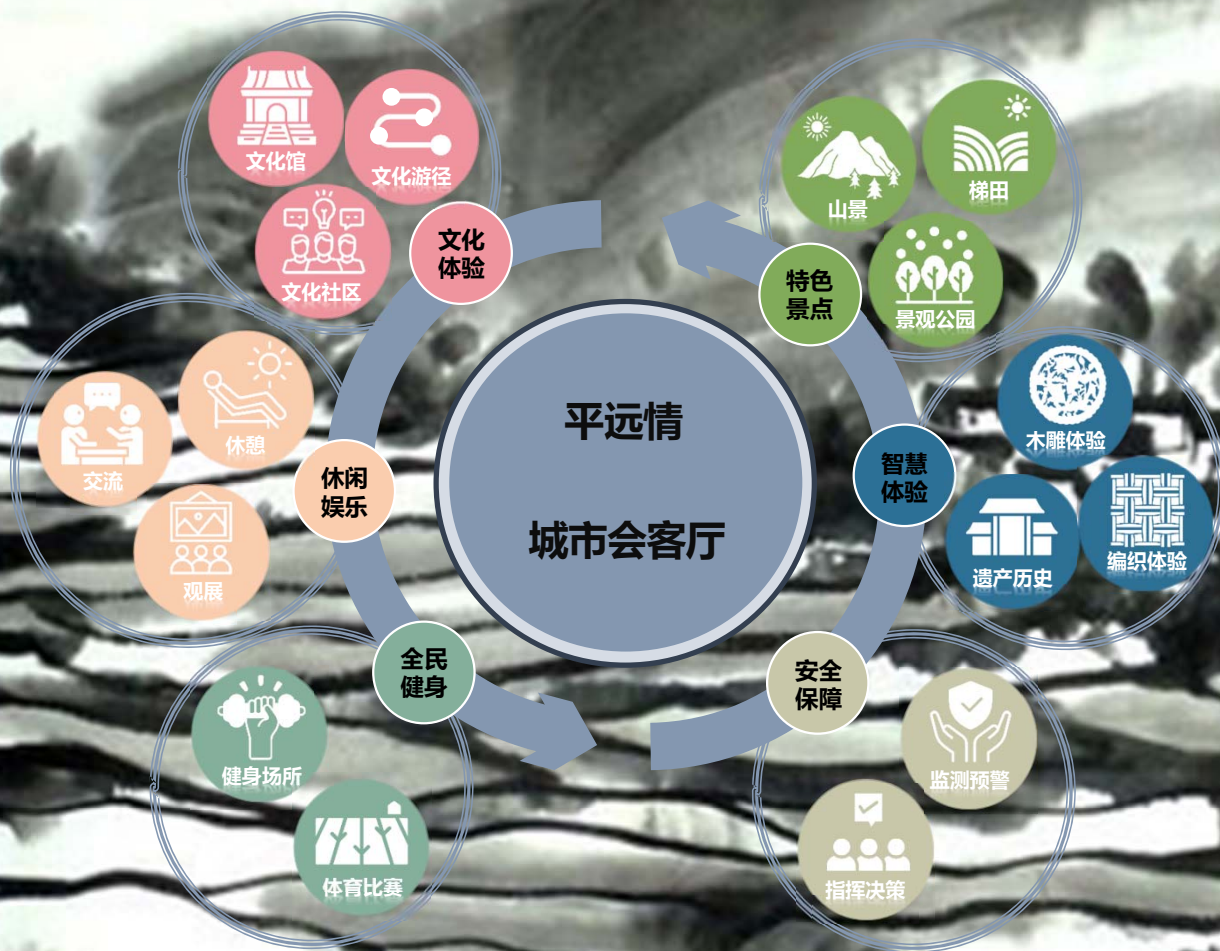 文化馆
文化游径
文化社区
文化
体验
山景
梯田
景观公园
特色
景点
交流
休憩
观展
休闲
娱乐
平远情
城市会客厅
智慧
体验
木雕体验
遗产历史
编织体验
全民
健身
健身场所
体育比赛
安全
保障
监测预警
指挥决策